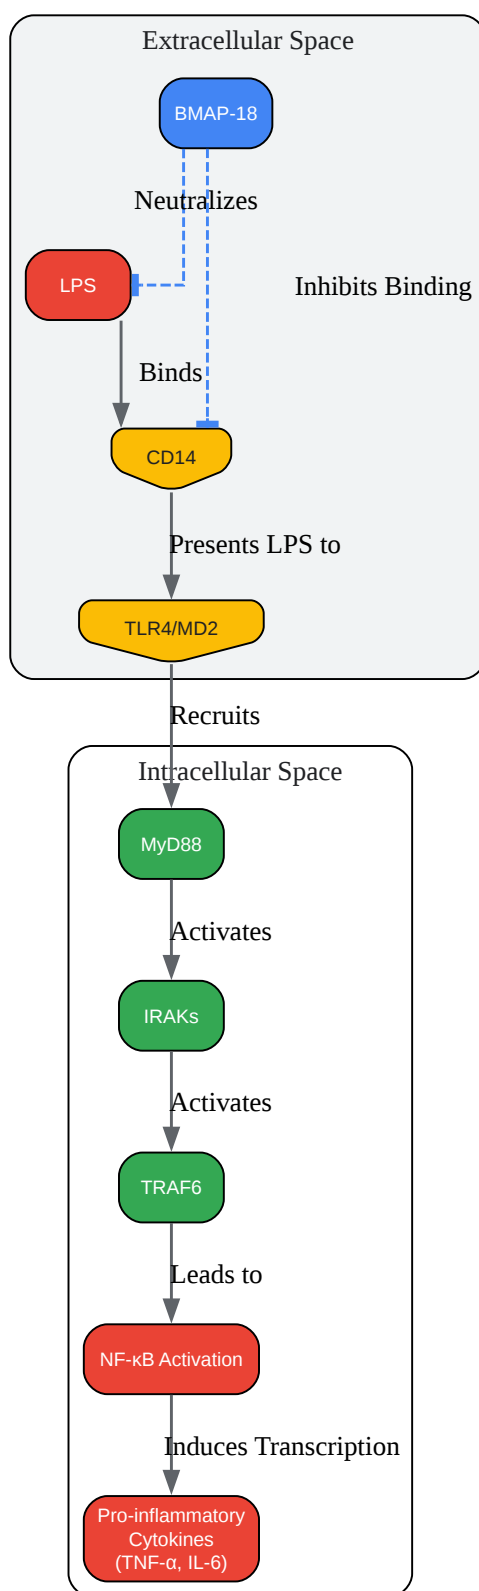 Extracellular Space
BMAP-18
Neutralizes
LPS
Inhibits Binding
Binds
CD14
Presents LPS to
TLR4/MD2
Recruits
Intracellular Space
MyD88
Activates
IRAKs
Activates
TRAF6
Leads to
NF-κB Activation
Induces Transcription
Pro-inflammatory
Cytokines
(TNF-α, IL-6)